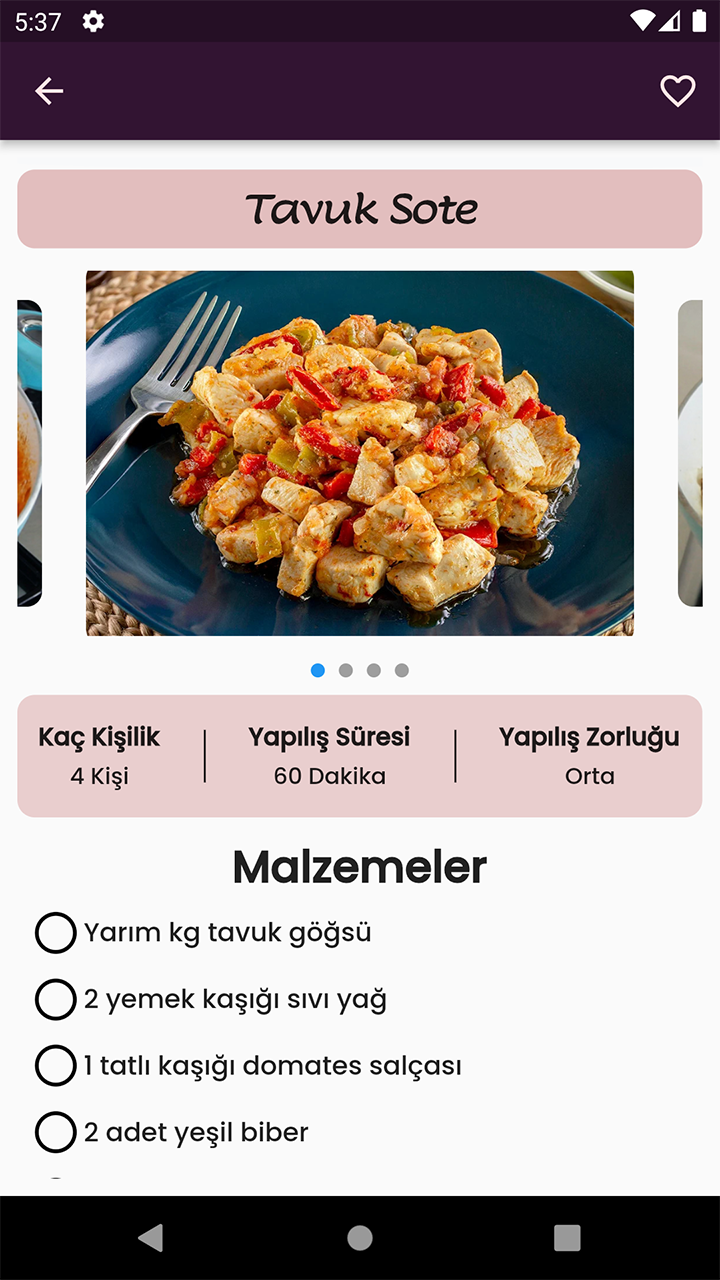 5:37
Tavuk Sote
Kaç Kişilik
4 Kişi
Yapılış Süresi
60 Dakika
Yapılış Zorluğu
Orta
Malzemeler
Yarım kg tavuk göğsü
2 yemek kaşığı sıvı yağ
1 tatlı kaşığı domates salçası
2 adet yeşil biber